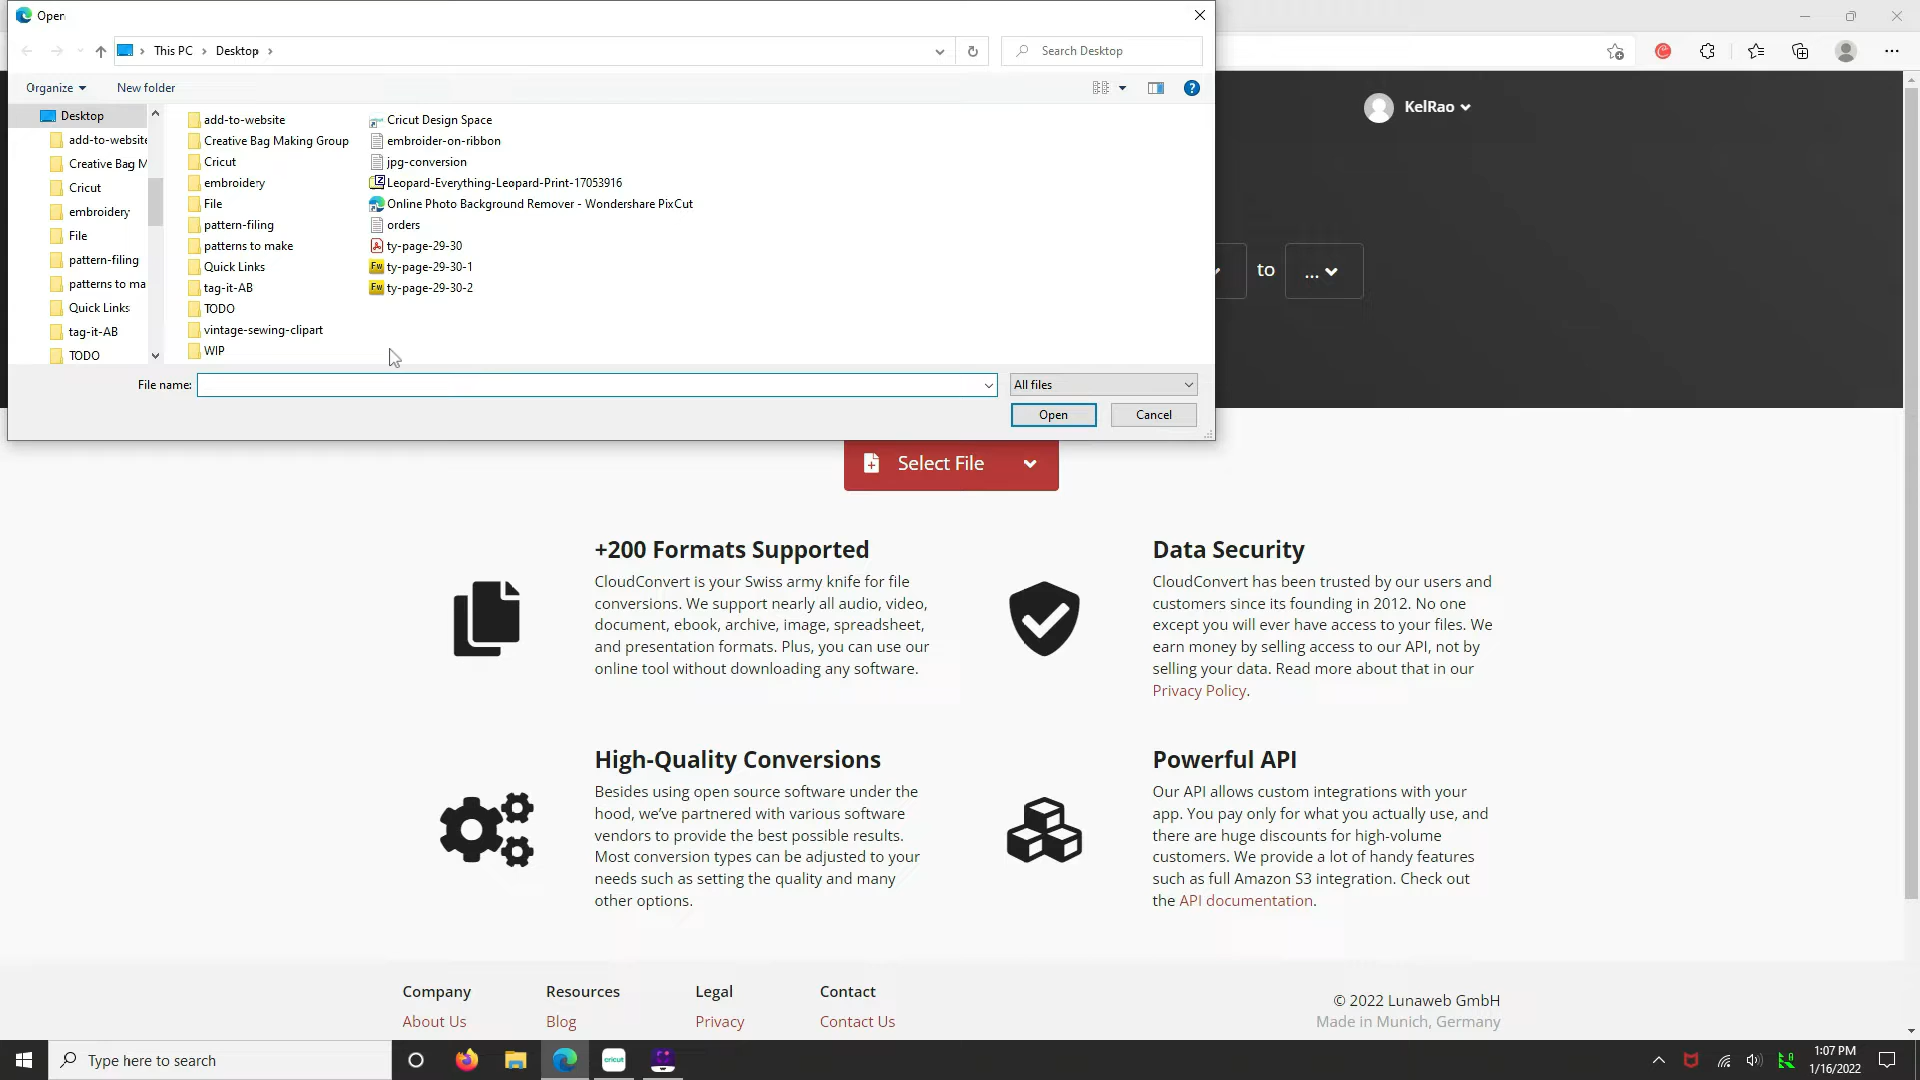 Open
This PC
Desktop
Search Desktop
Organize
New folder
Desktop
add-to-website
Creative Bag M
Cricut
embroidery
File
pattern-filing
patterns to ma
Quick Links
tag-it-AB
TODO
add-to-website
Creative Bag Making Group
Cricut
embroidery
File
pattern-filing
patterns to make
Quick Links
tag-it-AB
TODO
vintage-sewing-clipart
WIP
Cricut Design Space
embroider-on-ribbon
jpg-conversion
Leopard-Everything-Leopard-Print-17053916
Online Photo Background Remover - Wondershare PixCut
orders
ty-page-29-30
Fw ty-page-29-30-1
Fw ty-page-29-30-2
File name:
All files
Open
Cancel
KelRao
to
...
Select File
+200 Formats Supported
CloudConvert is your Swiss army knife for file
conversions. We support nearly all audio, video,
document, ebook, archive, image, spreadsheet,
and presentation formats. Plus, you can use our
online tool without downloading any software.
Data Security
CloudConvert has been trusted by our users and
customers since its founding in 2012. No one
except you will ever have access to your files. We
earn money by selling access to our API, not by
selling your data. Read more about that in our
Privacy Policy.
High-Quality Conversions
Besides using open source software under the
hood, we've partnered with various software
vendors to provide the best possible results.
Most conversion types can be adjusted to your
needs such as setting the quality and many
other options.
Powerful API
Our API allows custom integrations with your
app. You pay only for what you actually use, and
there are huge discounts for high-volume
customers. We provide a lot of handy features
such as full Amazon S3 integration. Check out
the API documentation.
Company
About Us
Resources
Blog
Legal
Privacy
Contact
Contact Us
© 2022 Lunaweb GmbH
Made in Munich, Germany
Type here to search
cricut
1:07 PM
1/16/2022